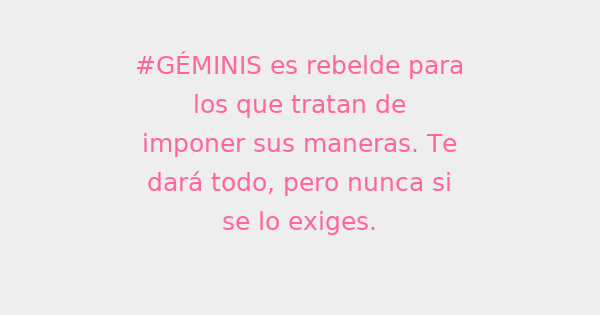 #GÉMINIS es rebelde para
los que tratan de
imponer sus maneras. Te
dará todo, pero nunca si
se lo exiges.